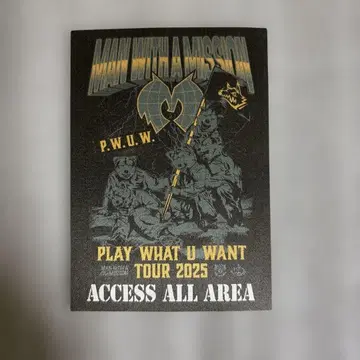 MAN WITH A MISSION
P.W.U.W.
PLAY WHAT U WANT
TOUR 2025
ACCESS ALL AREA